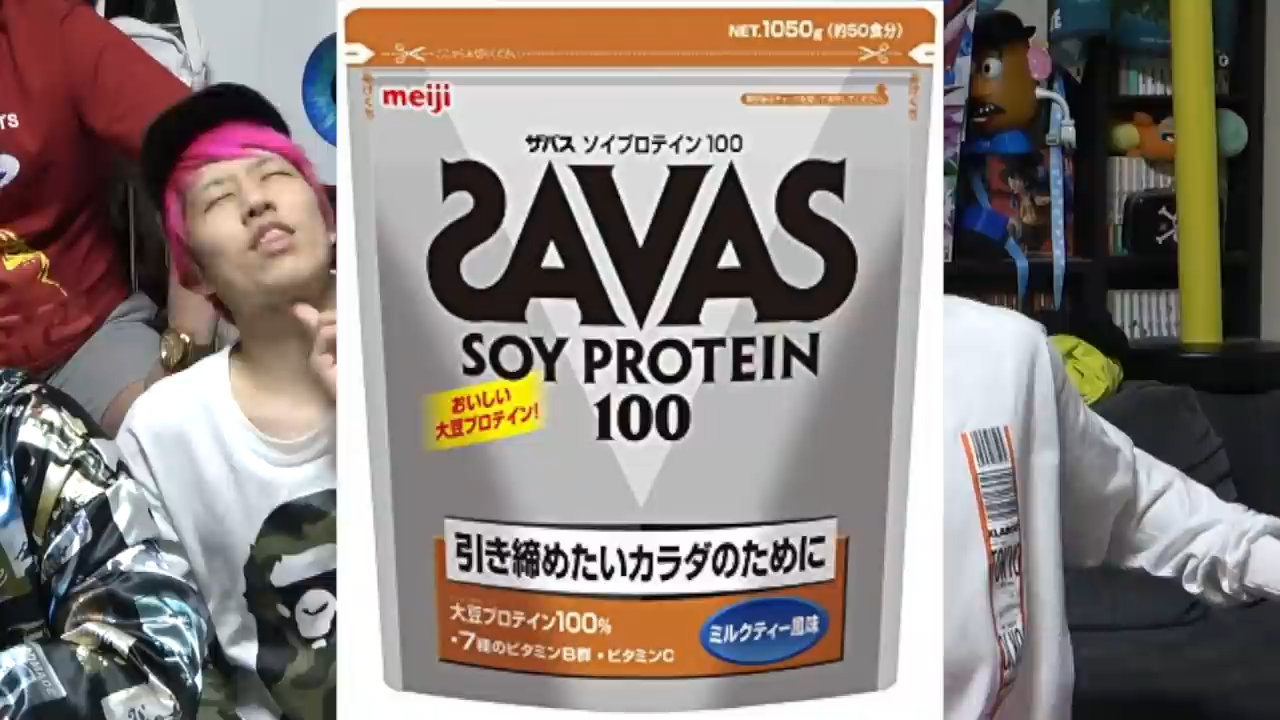 NET.1050g (約50食分)
meiji
ザバス ソイプロテイン100
SAVAS
SOY PROTEIN
100
おいしい
大豆プロテイン!
引き締めたいカラダのために
大豆プロテイン100%
・7種のビタミンB群・ビタミンC
ミルクティー風味
rs